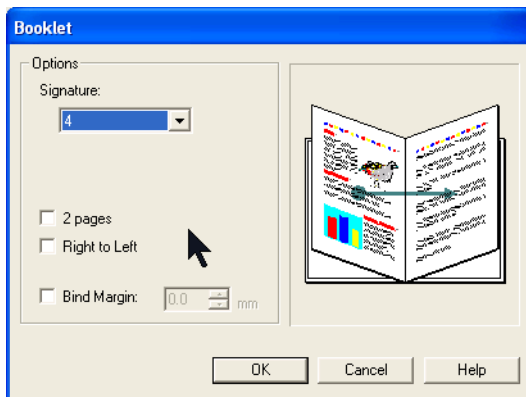 Booklet
Options
Signature:
4
2 pages
Right to Left
Bind Margin: 0.0 mm
OK Cancel Help